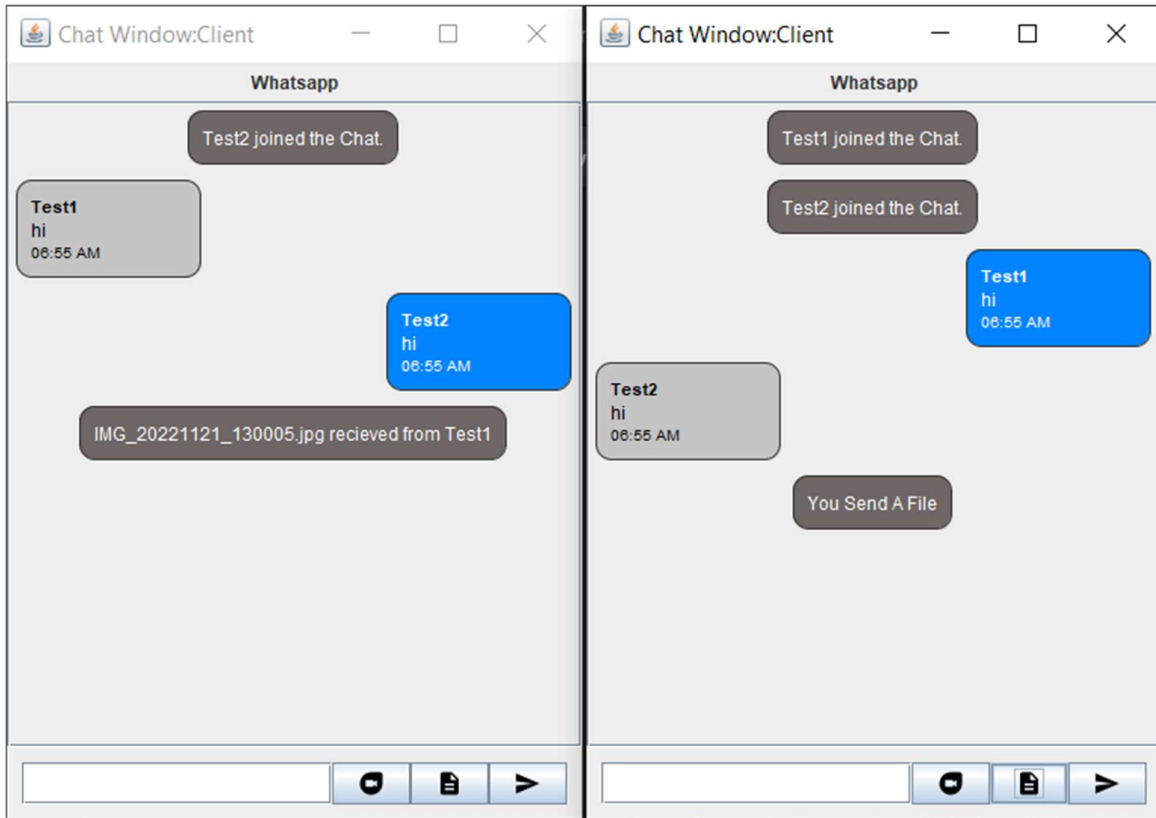 Chat Window:Client
Whatsapp
Test2 joined the Chat.
Test1
hi
06:55 AM
Test2
hi
06:55 AM
IMG_20221121_130005.jpg recieved from Test1
Chat Window:Client
Whatsapp
Test1 joined the Chat.
Test2 joined the Chat.
Test1
hi
06:55 AM
Test2
hi
06:55 AM
You Send A File